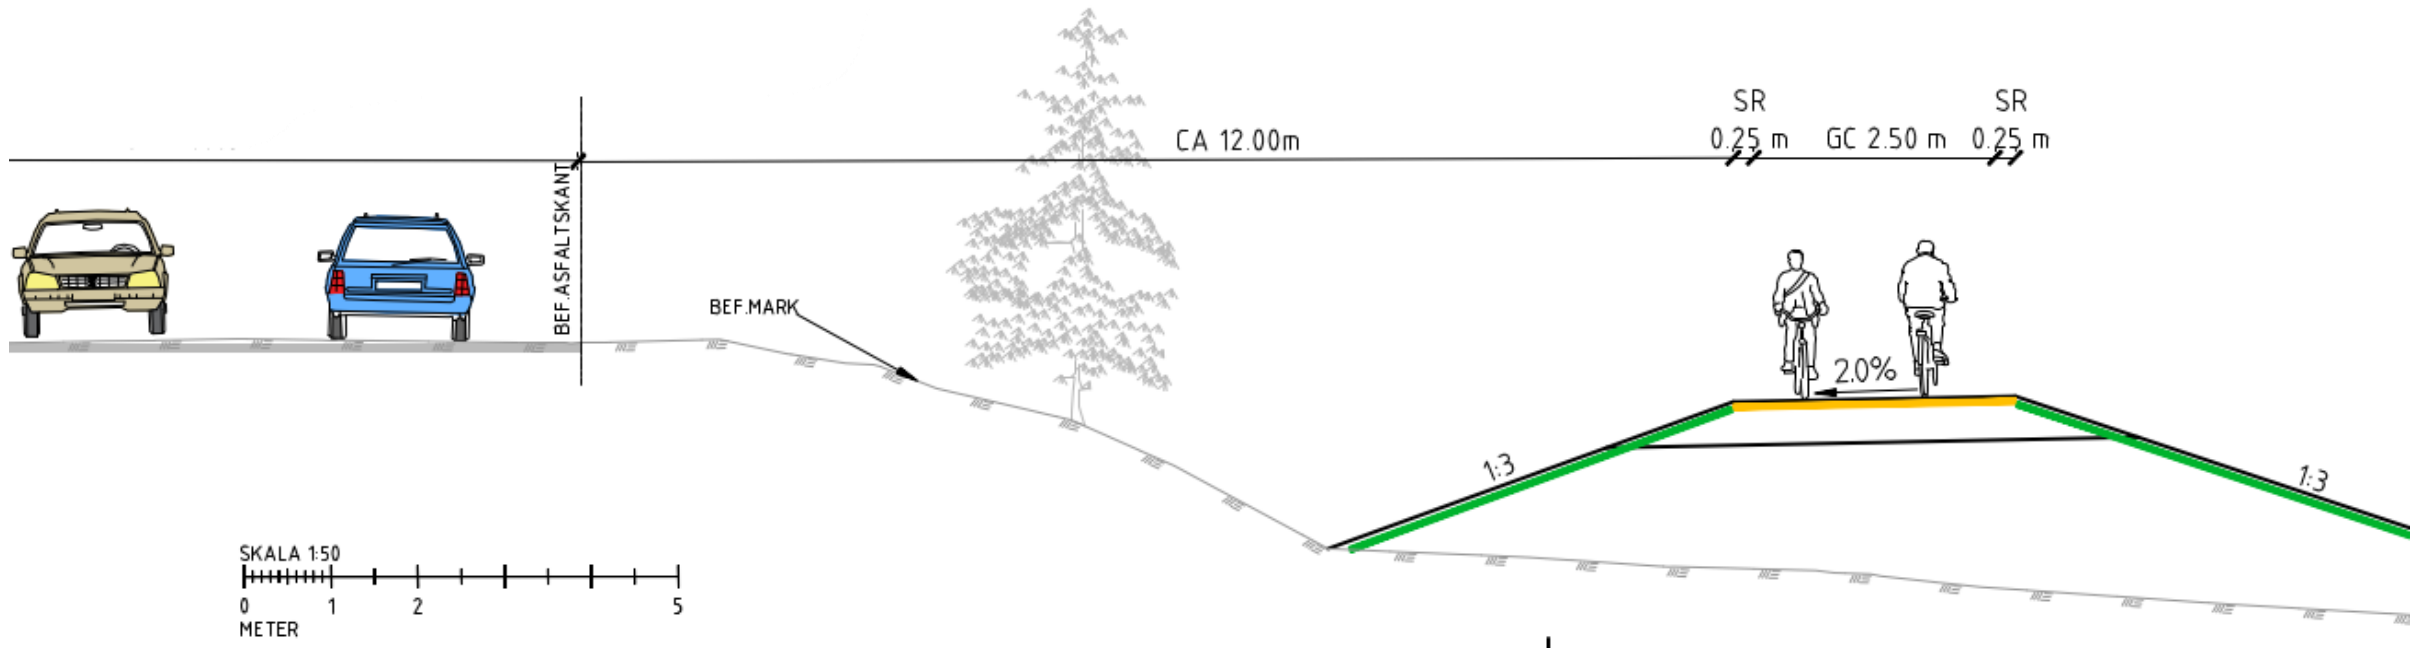 SR
SR
CA 12.00m
0.25 m
GC 2.50 m
0.25 m
BEF.ASFALTSKANT
BEF.MARK
2.0%
1:3
1:3
SKALA 1:50
0 1 2 5
METER